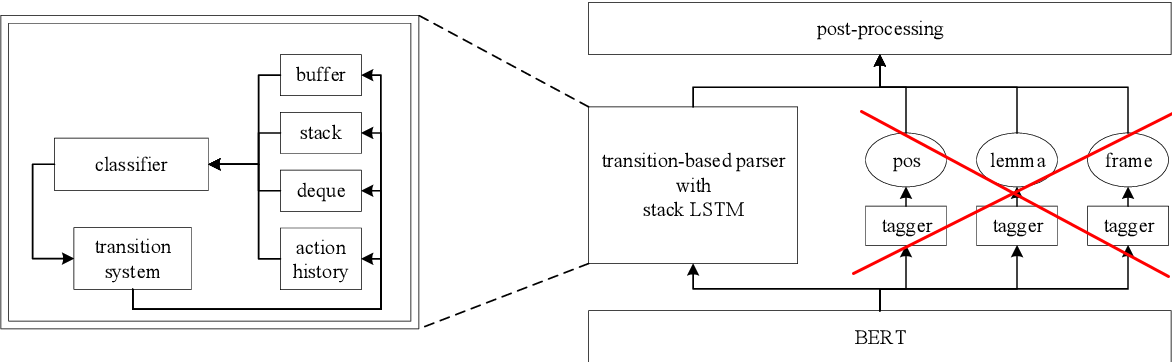 buffer
stack
deque
action
history
classifier
transition
system
post-processing
transition-based parser
with
stack LSTM
pos
lemma
frame
tagger
tagger
tagger
BERT